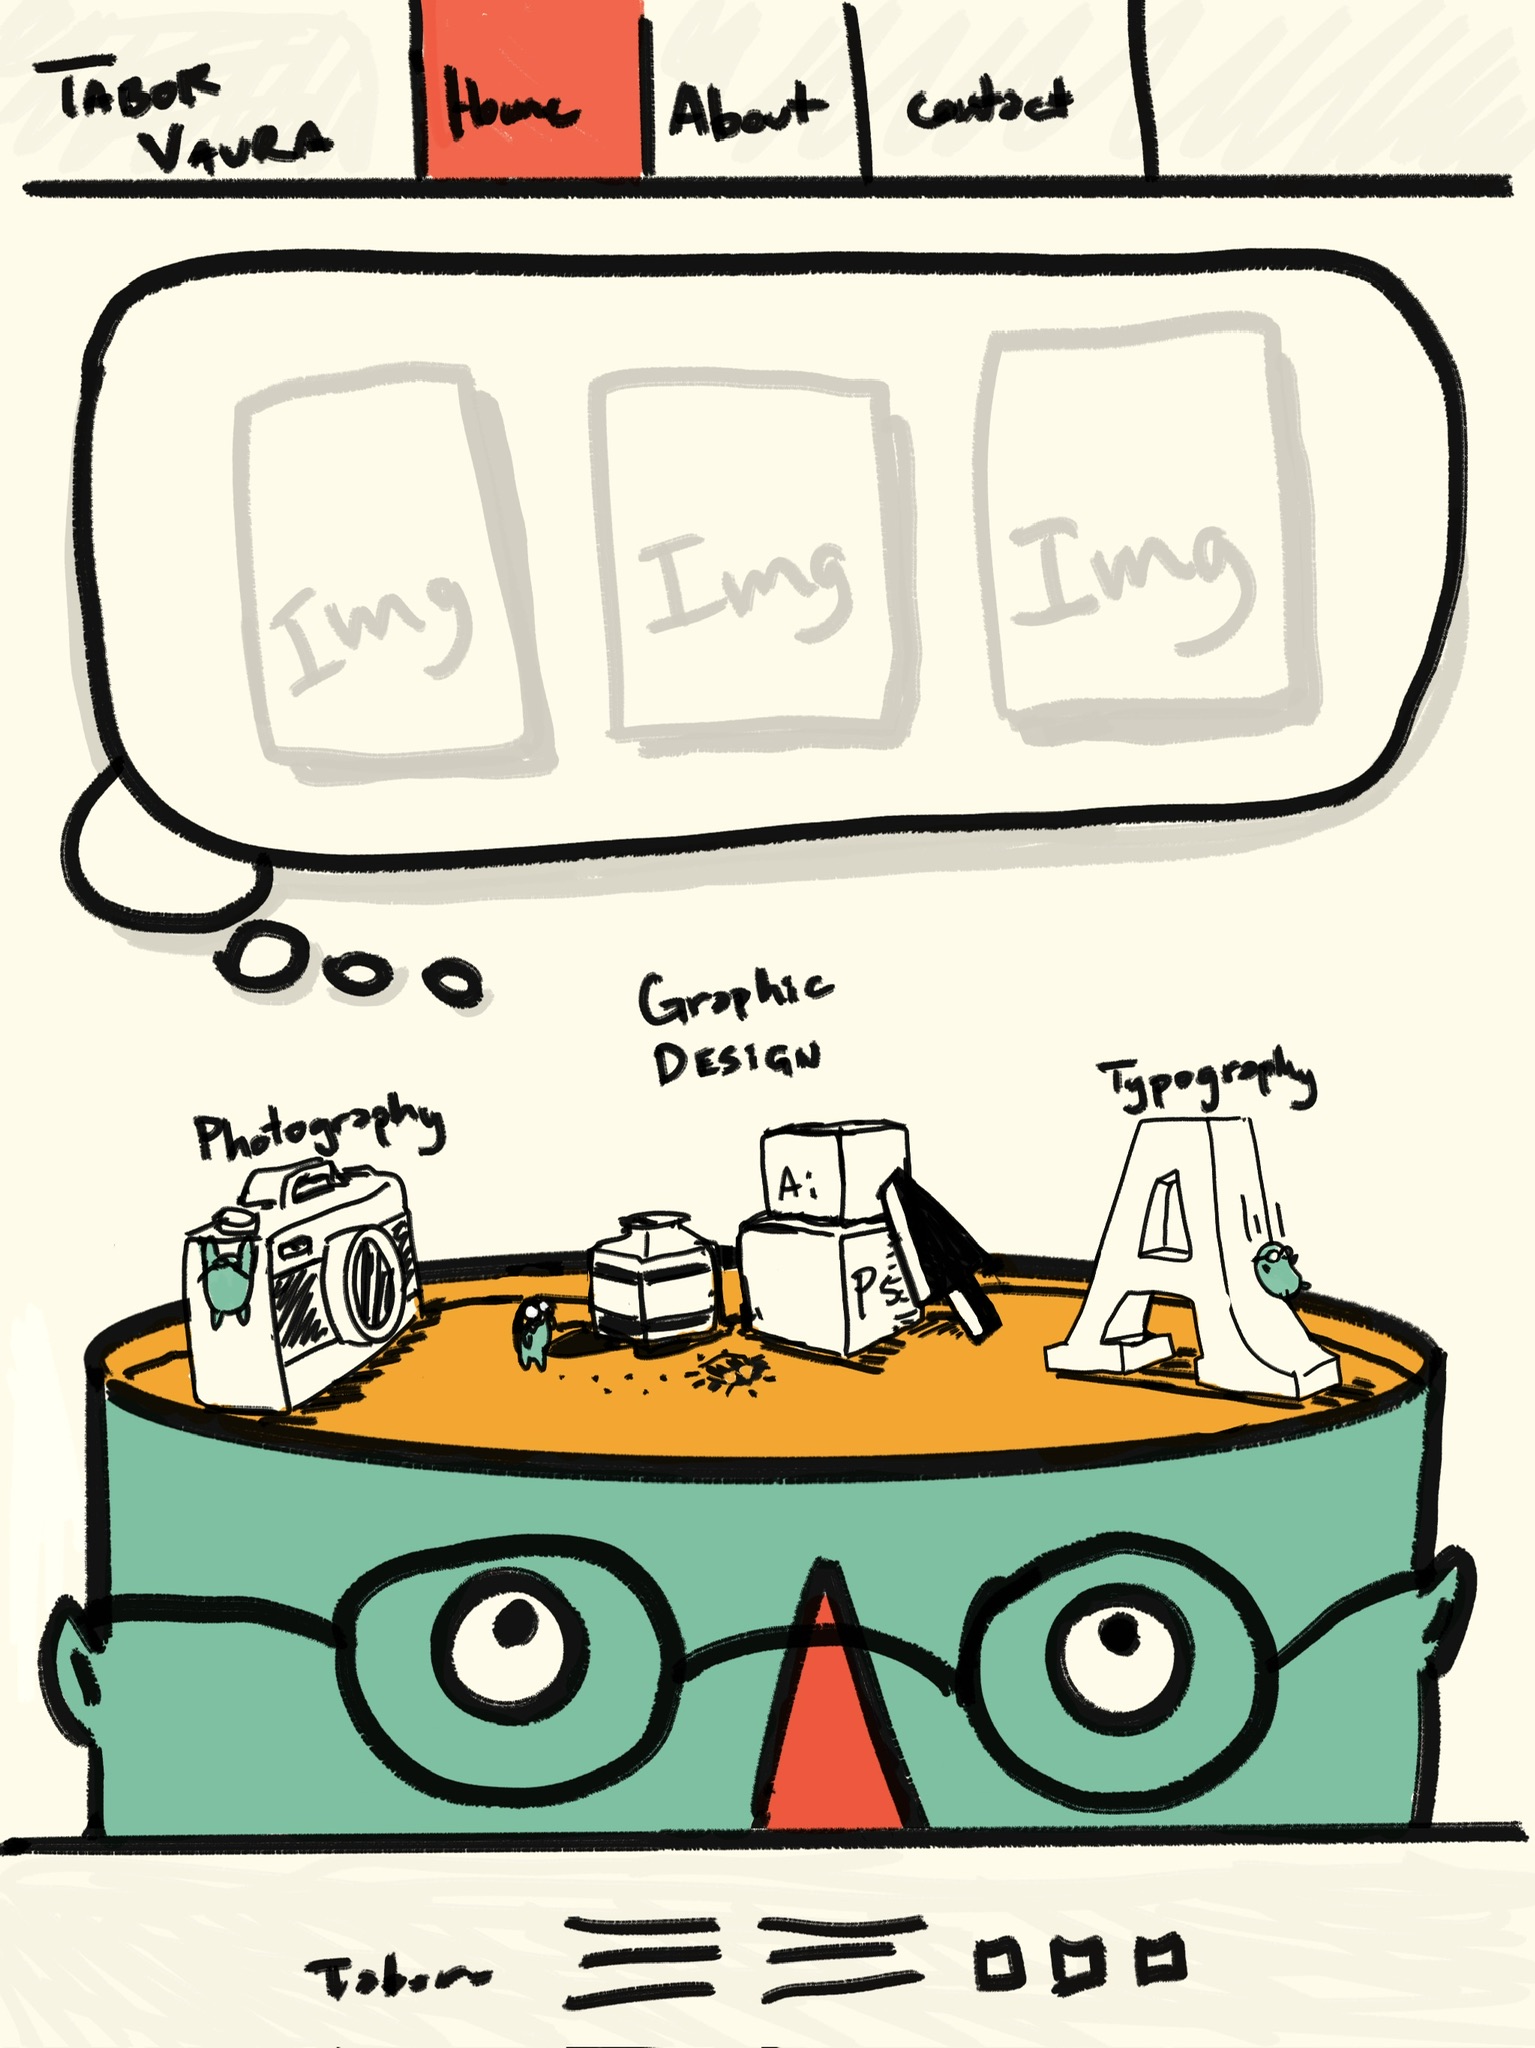 TABOR
VAURA
Home
About
contact
Img
Img
Img
Graphic
DESIGN
Typography
Photography
Ai
Ps
A
Tabor